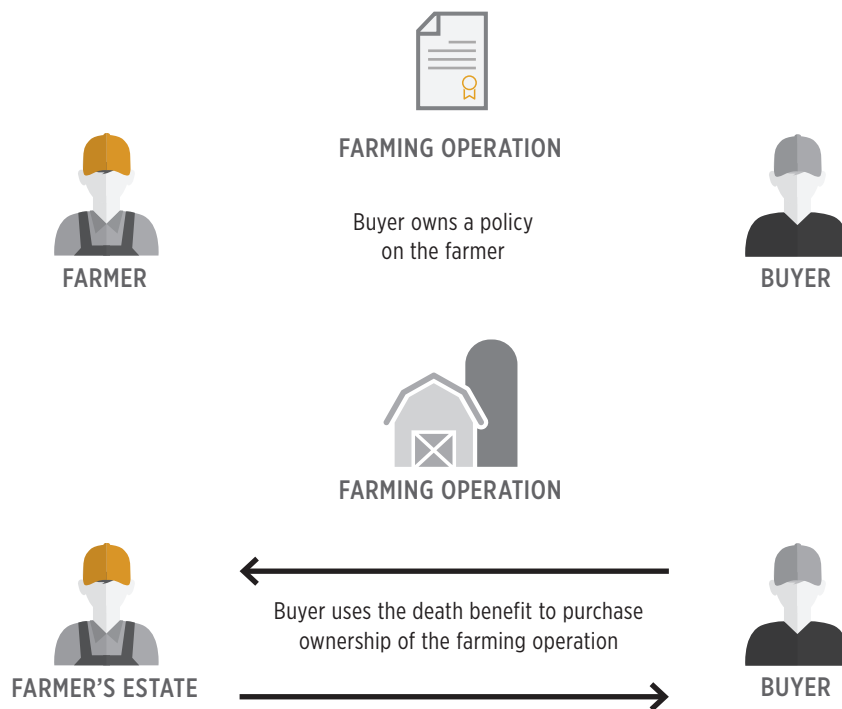 FARMING OPERATION
Buyer owns a policy
on the farmer
FARMER
BUYER
FARMING OPERATION
Buyer uses the death benefit to purchase
ownership of the farming operation
FARMER’S ESTATE
BUYER